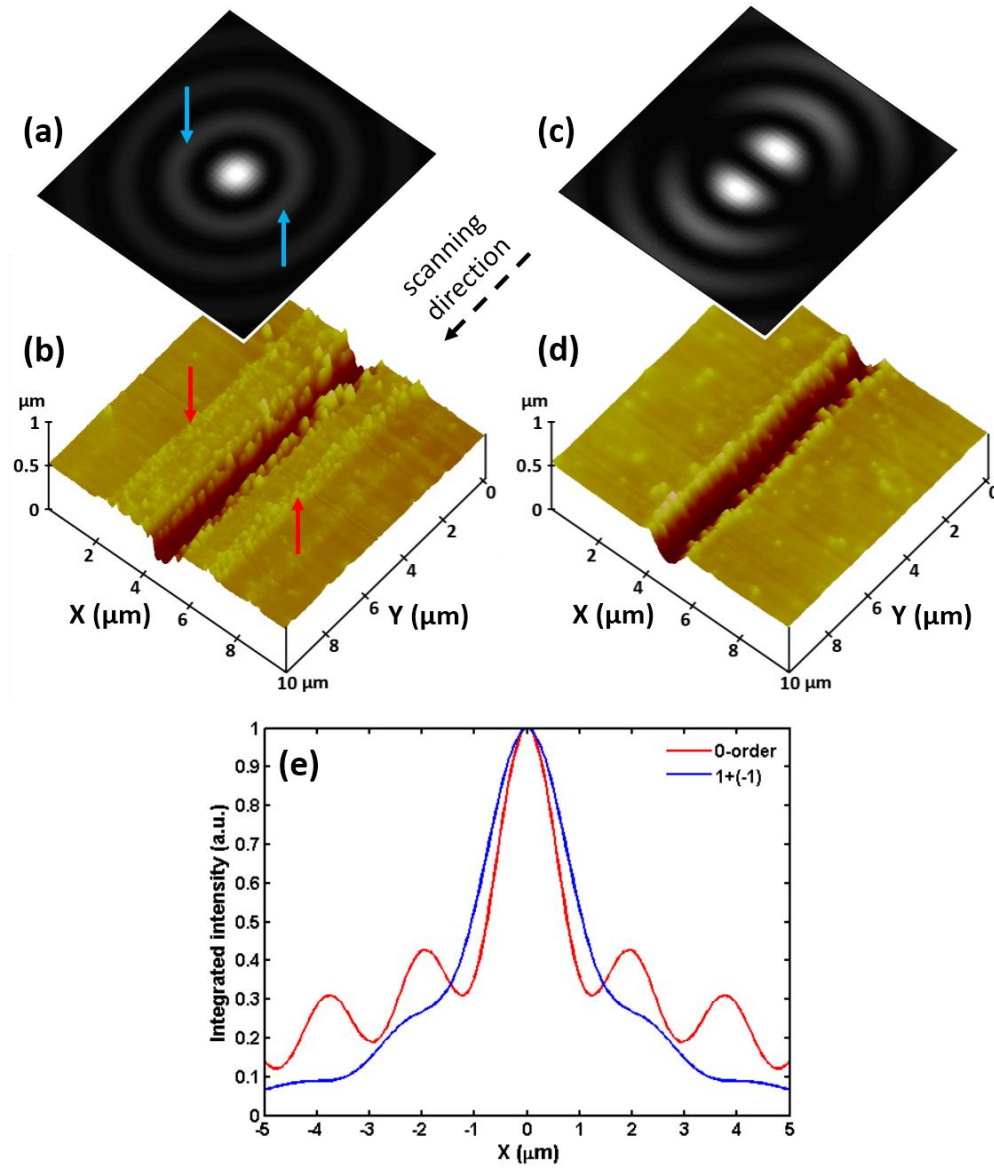 (a)
(c)
scanning
direction
(b)
µm
1
0.5
0
2
4
6
8
10 µm
X (µm)
Y (µm)
0
2
4
6
8
(d)
µm
1
0.5
0
2
4
6
8
10 µm
X (µm)
Y (µm)
0
2
4
6
8
(e)
0-order
1+(-1)
Integrated intensity (a.u.)
1
0.9
0.8
0.7
0.6
0.5
0.4
0.3
0.2
0.1
0
-5 -4 -3 -2 -1 0 1 2 3 4 5
X (µm)